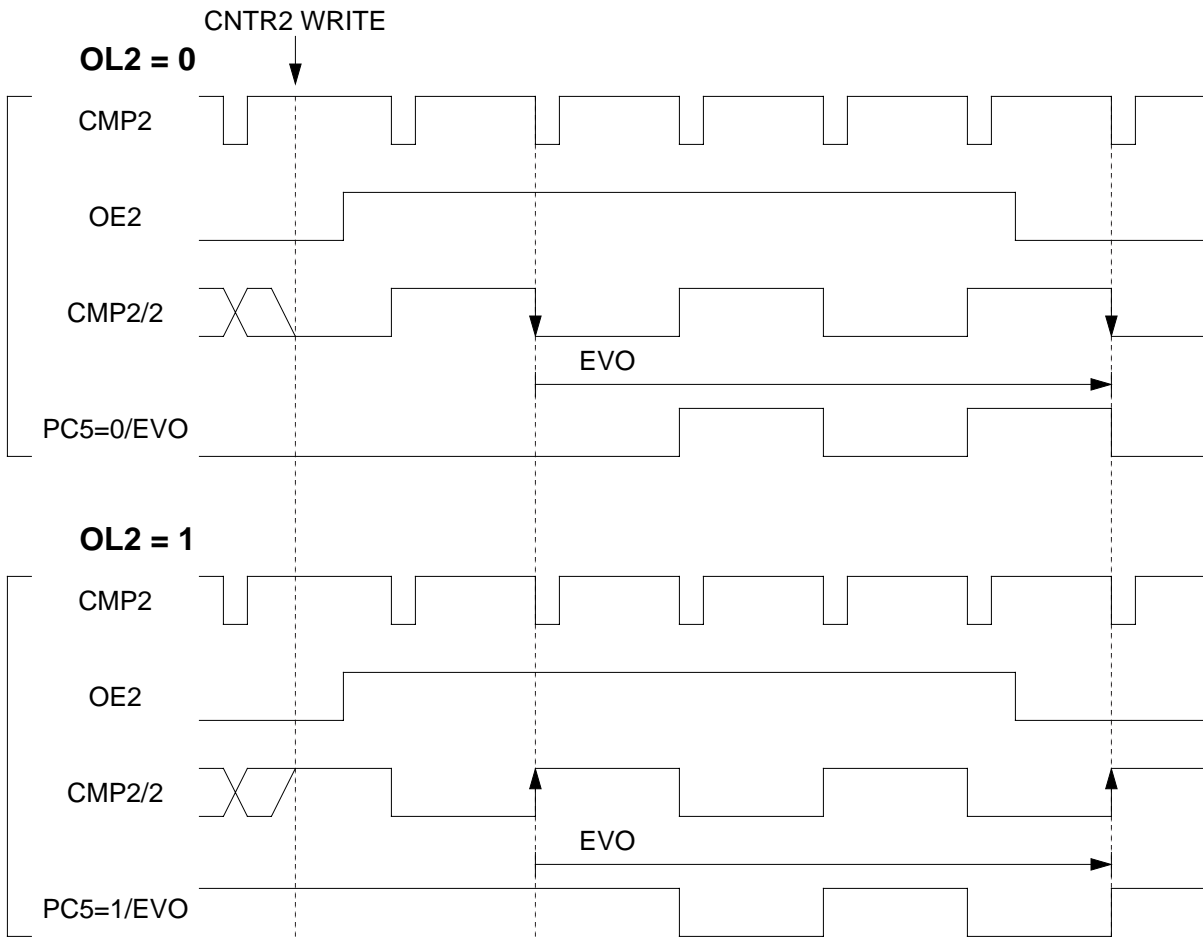 CNTR2 WRITE
OL2 = 0
CMP2
OE2
CMP2/2
EVO
PC5=0/EVO
OL2 = 1
CMP2
OE2
CMP2/2
EVO
PC5=1/EVO